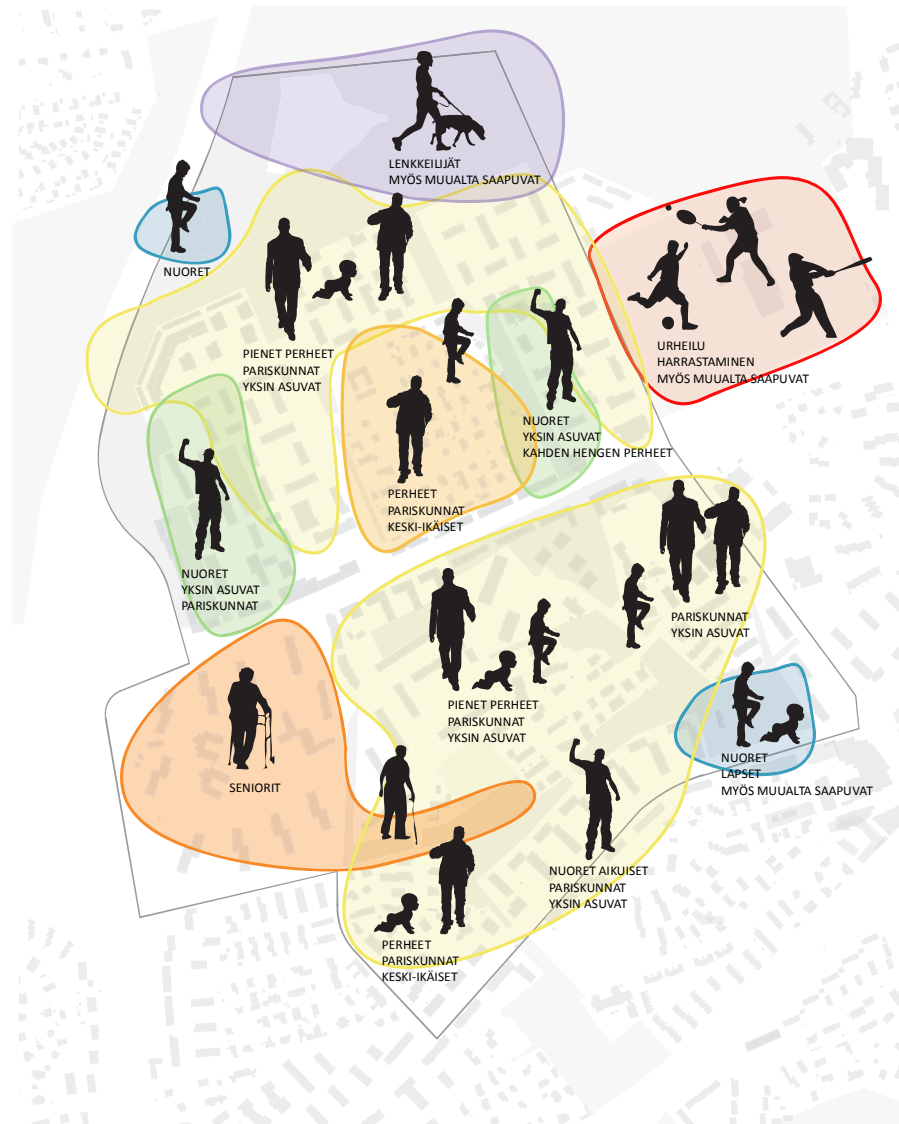 LENKKEILIJÄT
MYÖS MUUALTA SAAPUVAT
NUORET
PIENET PERHEET
PARISKUNNAT
YKSIN ASUVAT
URHEILU
HARRASTAMINEN
MYÖS MUUALTA SAAPUVAT
NUORET
YKSIN ASUVAT
KAHDEN HENGEN PERHEET
PERHEET
PARISKUNNAT
KESKI-IKÄISET
NUORET
YKSIN ASUVAT
PARISKUNNAT
PARISKUNNAT
YKSIN ASUVAT
PIENET PERHEET
PARISKUNNAT
YKSIN ASUVAT
NUORET
LAPSET
MYÖS MUUALTA SAAPUVAT
SENIORIT
NUORET AIKUISET
PARISKUNNAT
YKSIN ASUVAT
PERHEET
PARISKUNNAT
KESKI-IKÄISET